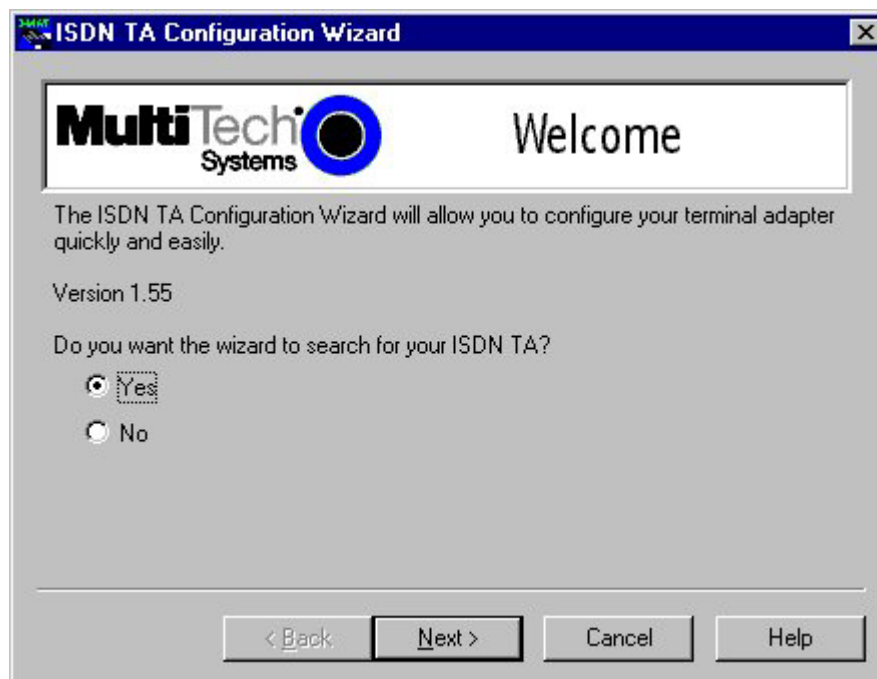 ISDN TA Configuration Wizard
MultiTech
Systems
Welcome
The ISDN TA Configuration Wizard will allow you to configure your terminal adapter
quickly and easily.
Version 1.55
Do you want the wizard to search for your ISDN TA?
Yes
No
< Back
Next >
Cancel
Help